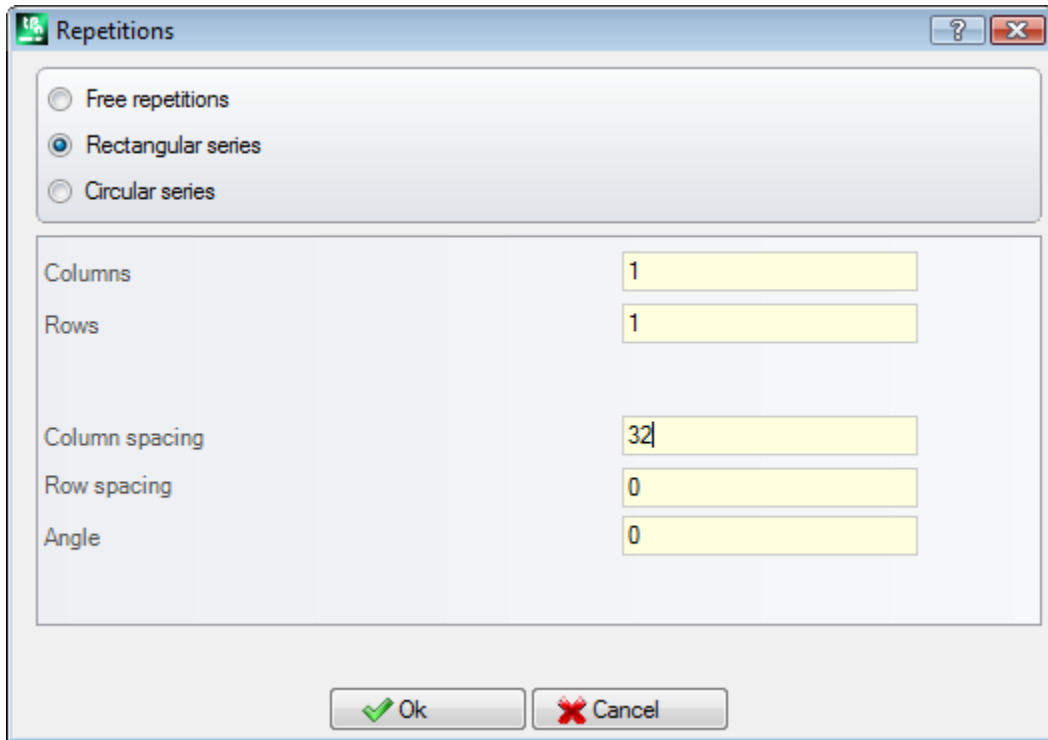 Repetitions
Free repetitions
Rectangular series
Circular series
Columns 1
Rows 1
Column spacing 32
Row spacing 0
Angle 0
Ok Cancel